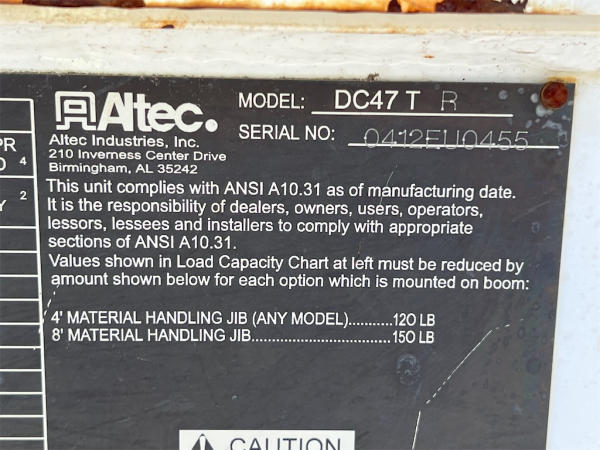 Altec.
MODEL: DC47 T R
SERIAL NO: 0412EU0455
Altec Industries, Inc.
210 Inverness Center Drive
Birmingham, AL 35242
PR
O 4
Y 2
This unit complies with ANSI A10.31 as of manufacturing date.
It is the responsibility of dealers, owners, users, operators,
lessors, lessees and installers to comply with appropriate
sections of ANSI A10.31.
Values shown in Load Capacity Chart at left must be reduced by
amount shown below for each option which is mounted on boom:
4' MATERIAL HANDLING JIB (ANY MODEL)...........120 LB
8' MATERIAL HANDLING JIB...................................150 LB
CAUTION